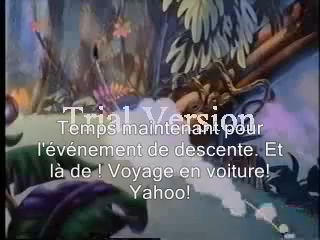 Trial Version
Temps maintenant pour
l'événement de descente. Et
là de ! Voyage en voiture!
Yahoo!